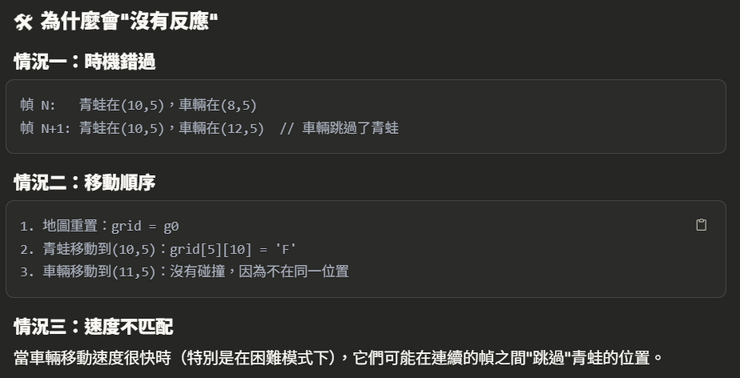 🛠 為什麼會"沒有反應"
情況一：時機錯過
幀 N:   青蛙在(10,5)，車輛在(8,5)
幀 N+1: 青蛙在(10,5)，車輛在(12,5)  // 車輛跳過了青蛙
情況二：移動順序
1. 地圖重置：grid = g0
2. 青蛙移動到(10,5)：grid[5][10] = 'F'
3. 車輛移動到(11,5)：沒有碰撞，因為不在同一位置
情況三：速度不匹配
當車輛移動速度很快時（特別是在困難模式下），它們可能在連續的幀之間"跳過"青蛙的位置。